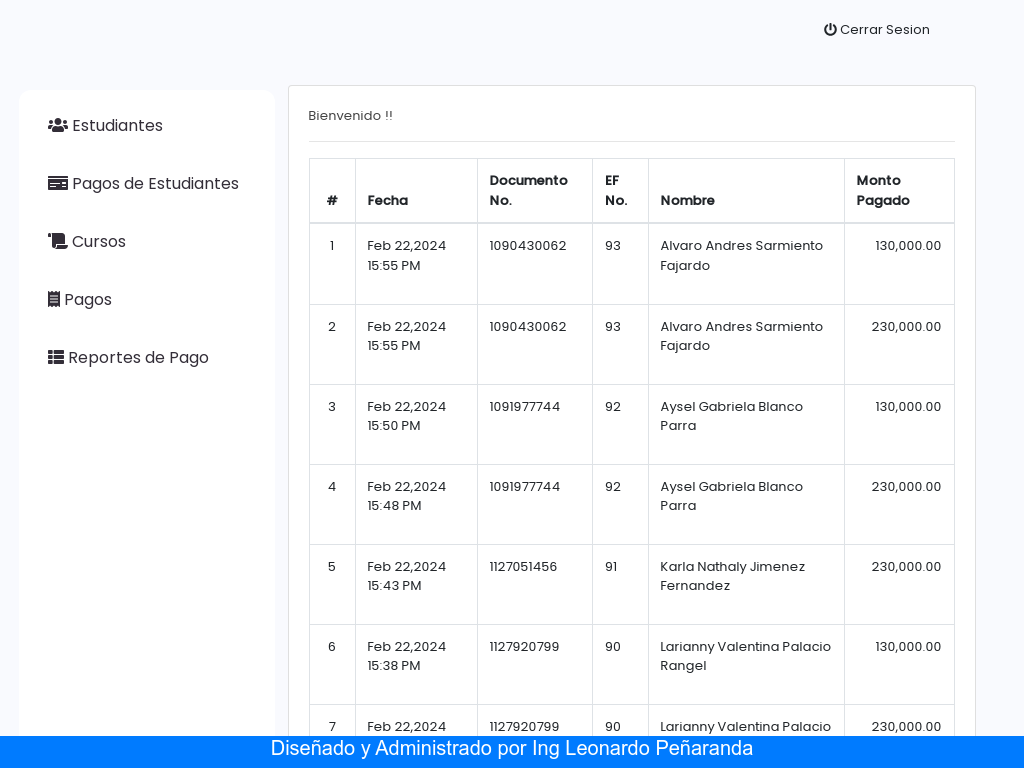 Cerrar Sesion
Estudiantes
Pagos de Estudiantes
Cursos
Pagos
Reportes de Pago
Bienvenido !!
# Fecha Documento No. EF No. Nombre Monto Pagado
1 Feb 22,2024 15:55 PM 1090430062 93 Alvaro Andres Sarmiento Fajardo 130,000.00
2 Feb 22,2024 15:55 PM 1090430062 93 Alvaro Andres Sarmiento Fajardo 230,000.00
3 Feb 22,2024 15:50 PM 1091977744 92 Aysel Gabriela Blanco Parra 130,000.00
4 Feb 22,2024 15:48 PM 1091977744 92 Aysel Gabriela Blanco Parra 230,000.00
5 Feb 22,2024 15:43 PM 1127051456 91 Karla Nathaly Jimenez Fernandez 230,000.00
6 Feb 22,2024 15:38 PM 1127920799 90 Larianny Valentina Palacio Rangel 130,000.00
7 Feb 22,2024 1127920799 90 Larianny Valentina Palacio 230,000.00
Diseñado y Administrado por Ing Leonardo Peñaranda